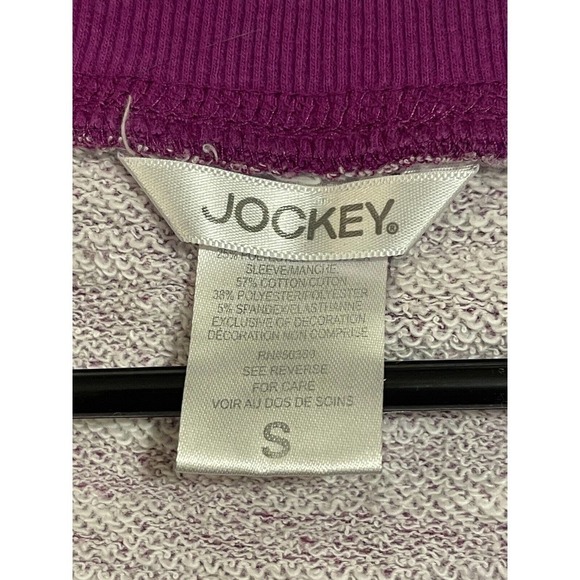 JOCKEY®
SLEEVE/MANCHE
57% COTTON COTON
38% POLYESTER/POLYESTER
5% SPANDEX/ELASTHANNE
EXCLUSIVE OF DECORATION
DÉCORATION NON COMPRISE
SEE REVERSE
FOR CARE
VOIR AU DOS DE SOINS
S